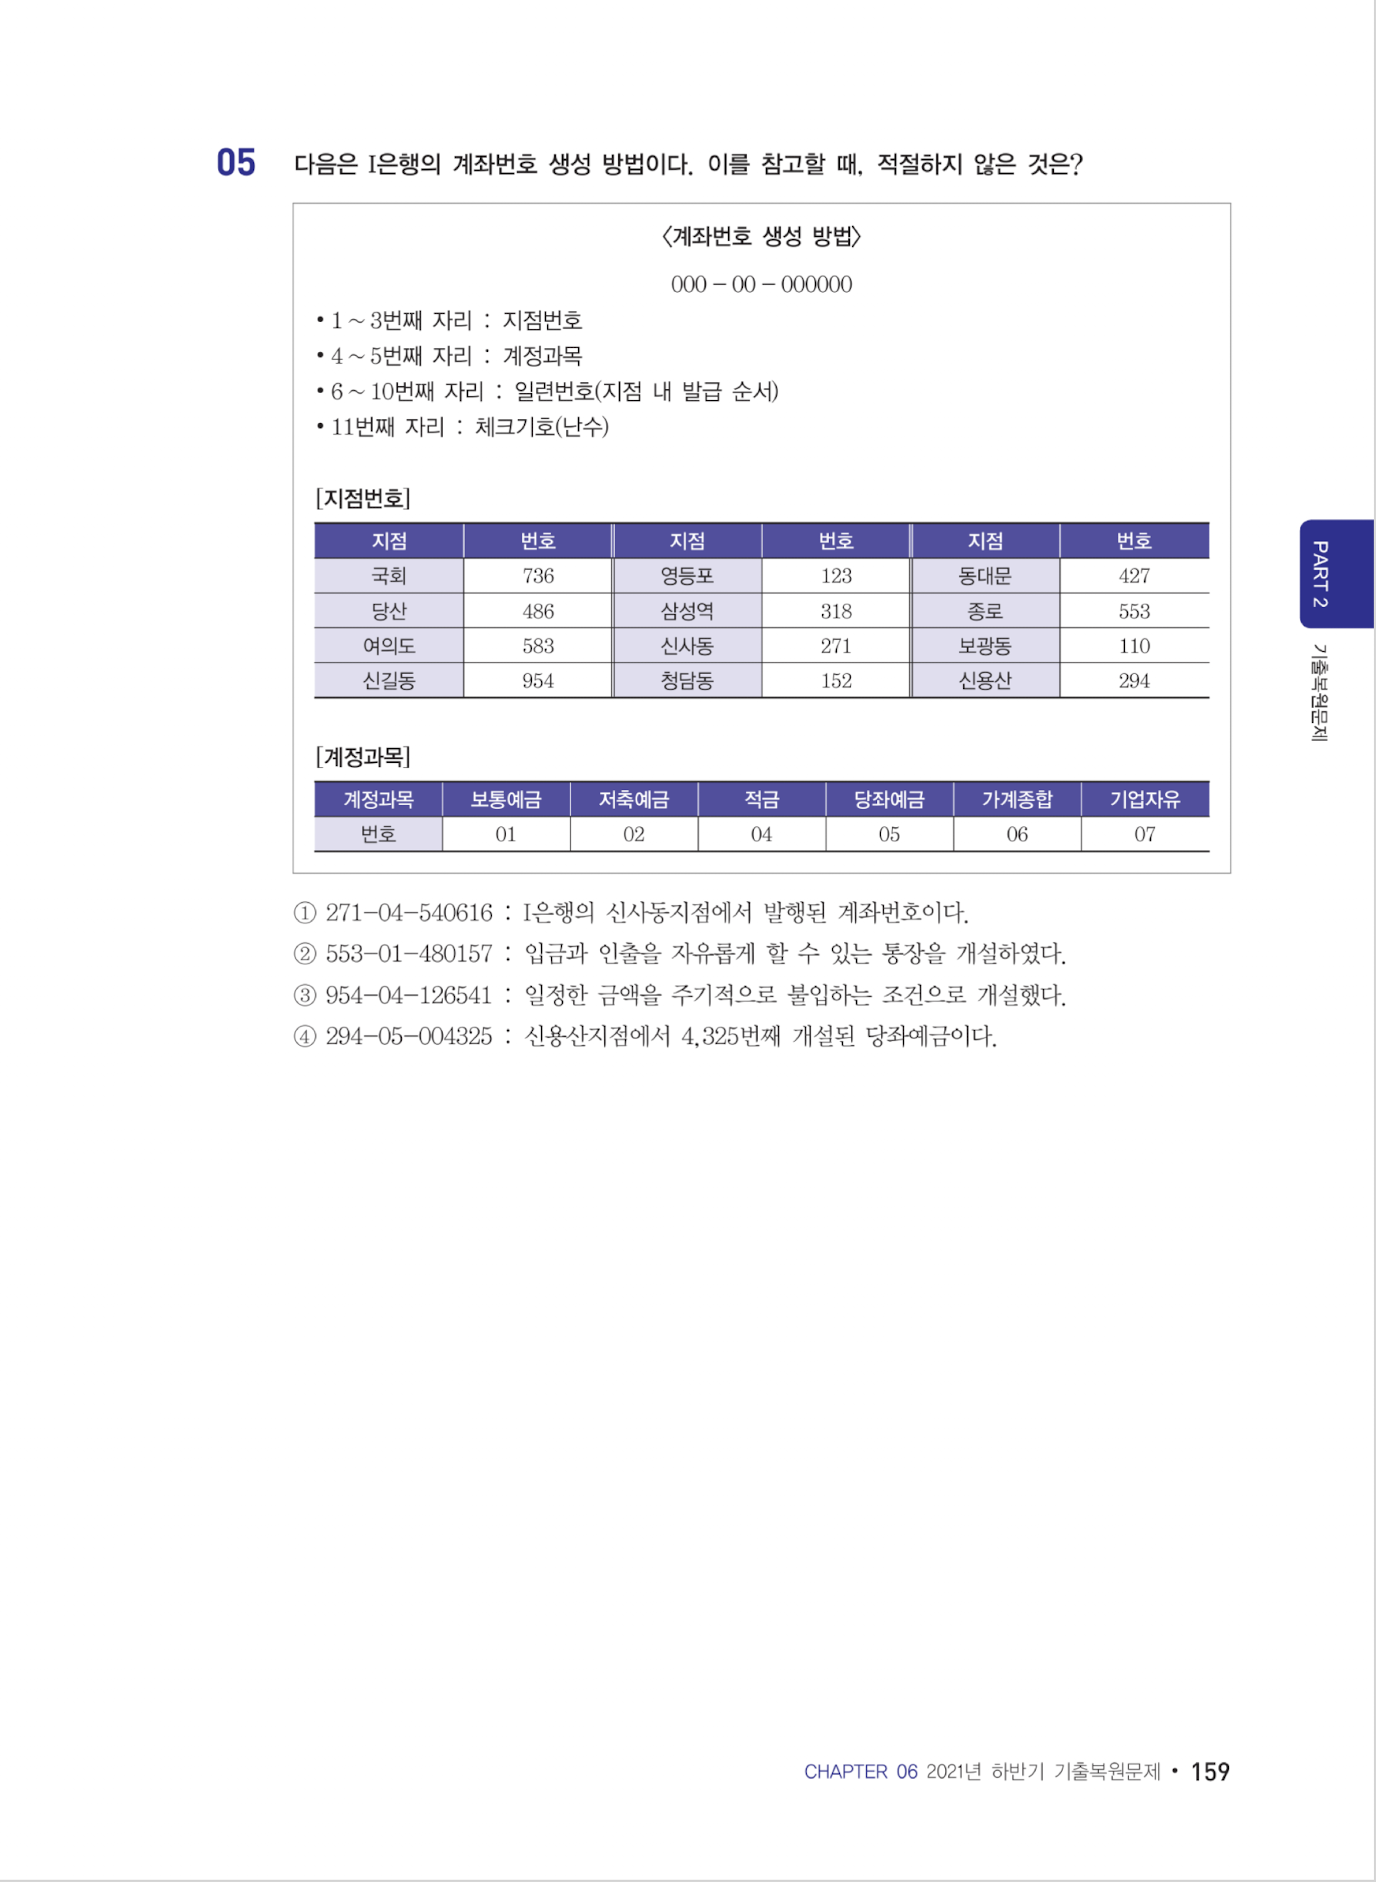 05 다음은 I은행의 계좌번호 생성 방법이다. 이를 참고할 때, 적절하지 않은 것은?
〈계좌번호 생성 방법〉
000 - 00 - 000000
• 1 ~ 3번째 자리 : 지점번호
• 4 ~ 5번째 자리 : 계정과목
• 6 ~ 10번째 자리 : 일련번호(지점 내 발급 순서)
• 11번째 자리 : 체크기호(난수)
[지점번호]
지점 번호 지점 번호 지점 번호
국회 736 영등포 123 동대문 427
당산 486 삼성역 318 종로 553
여의도 583 신사동 271 보광동 110
신길동 954 청담동 152 신용산 294
[계정과목]
계정과목 보통예금 저축예금 적금 당좌예금 가계종합 기업자유
번호 01 02 04 05 06 07
① 271-04-540616 : I은행의 신사동지점에서 발행된 계좌번호이다.
② 553-01-480157 : 입금과 인출을 자유롭게 할 수 있는 통장을 개설하였다.
③ 954-04-126541 : 일정한 금액을 주기적으로 불입하는 조건으로 개설했다.
④ 294-05-004325 : 신용산지점에서 4,325번째 개설된 당좌예금이다.
PART 2
기출복원문제
CHAPTER 06 2021년 하반기 기출복원문제 • 159